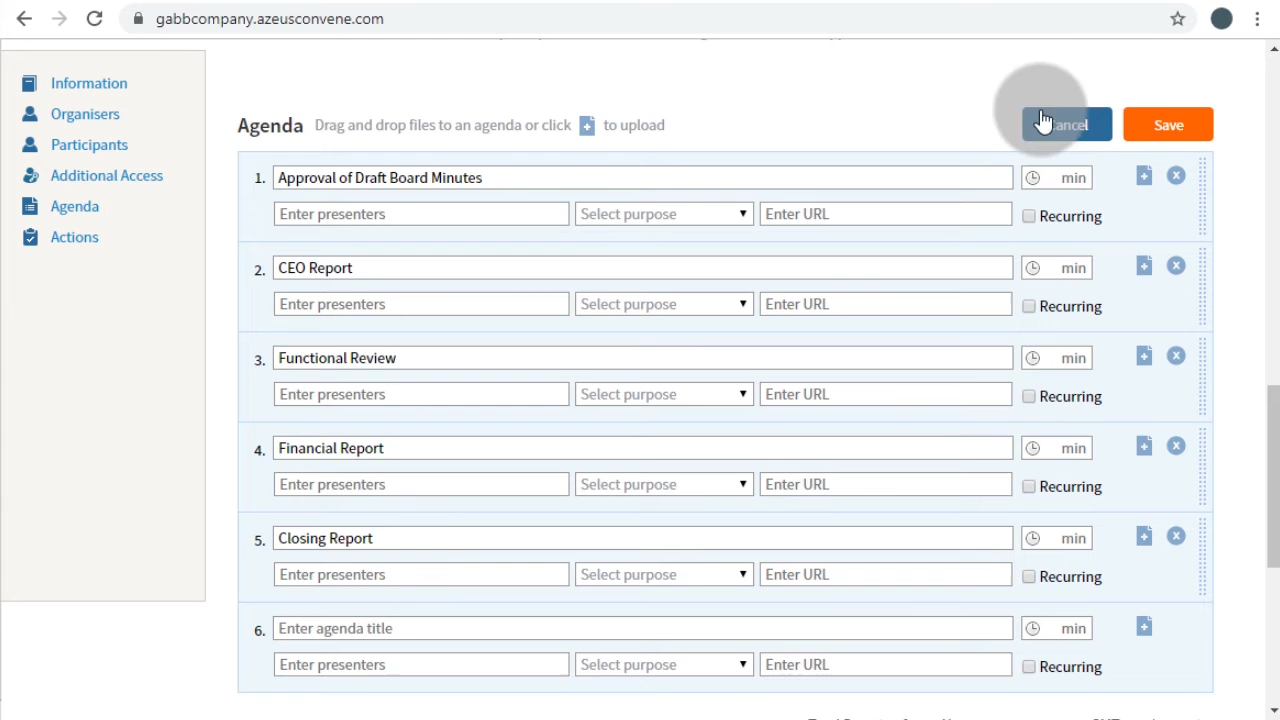 gabbcompany.azeusconvene.com
Information
Organisers
Participants
Additional Access
Agenda
Actions
Agenda Drag and drop files to an agenda or click to upload
Save
1. Approval of Draft Board Minutes min
Enter presenters Select purpose Enter URL Recurring
2. CEO Report min
Enter presenters Select purpose Enter URL Recurring
3. Functional Review min
Enter presenters Select purpose Enter URL Recurring
4. Financial Report min
Enter presenters Select purpose Enter URL Recurring
5. Closing Report min
Enter presenters Select purpose Enter URL Recurring
6. Enter agenda title min
Enter presenters Select purpose Enter URL Recurring